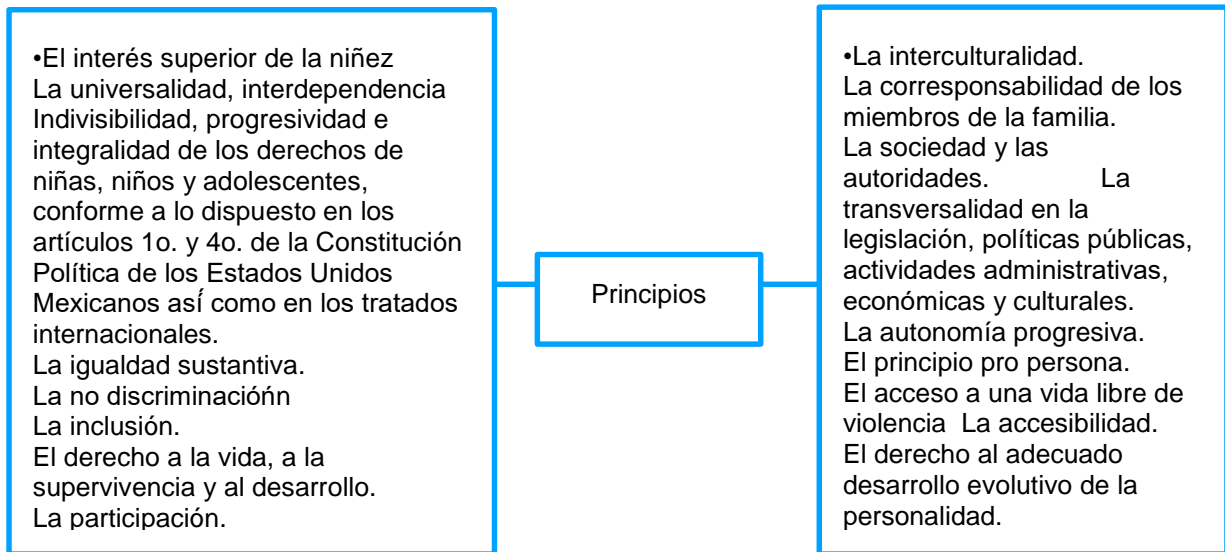 •El interés superior de la niñez
La universalidad, interdependencia
Indivisibilidad, progresividad e
integralidad de los derechos de
niñas, niños y adolescentes,
conforme a lo dispuesto en los
artículos 1o. y 4o. de la Constitución
Política de los Estados Unidos
Mexicanos así como en los tratados
internacionales.
La igualdad sustantiva.
La no discriminacióńn
La inclusión.
El derecho a la vida, a la
supervivencia y al desarrollo.
La participación.
Principios
•La interculturalidad.
La corresponsabilidad de los
miembros de la familia.
La sociedad y las
autoridades. La
transversalidad en la
legislación, políticas públicas,
actividades administrativas,
económicas y culturales.
La autonomía progresiva.
El principio pro persona.
El acceso a una vida libre de
violencia La accesibilidad.
El derecho al adecuado
desarrollo evolutivo de la
personalidad.